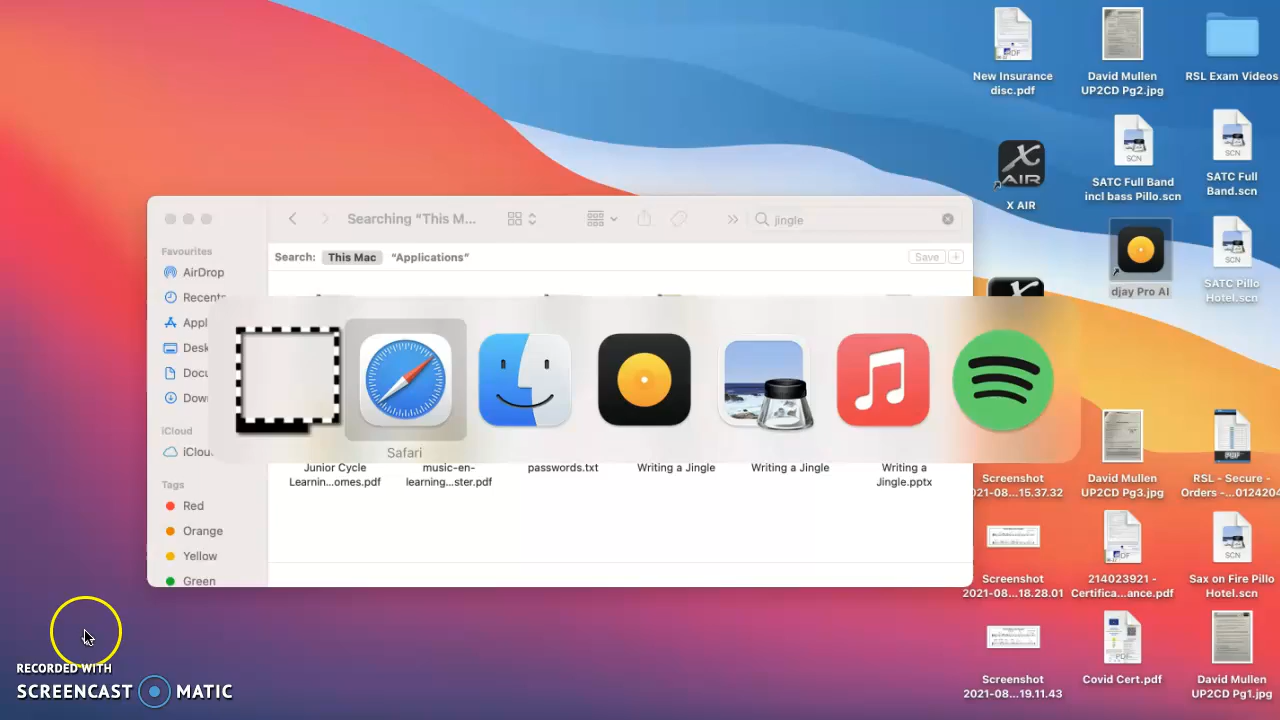 Searching “This M...
jingle
Search:
This Mac
“Applications”
Save
Favourites
AirDrop
Recents
Appl
Desk
Docu
Down
iCloud
iClou
Tags
Red
Orange
Yellow
Green
Safari
Junior Cycle
Learnin...omes.pdf
music-en-
learning...ster.pdf
passwords.txt
Writing a Jingle
Writing a Jingle
Writing a
Jingle.pptx
New Insurance
disc.pdf
David Mullen
UP2CD Pg2.jpg
RSL Exam Videos
X AIR
X AIR
SCN
SATC Full Band
incl bass Pillo.scn
SCN
SATC Full
Band.scn
djay Pro AI
SCN
SATC Pillo
Hotel.scn
Screenshot
2021-08...15.37.32
David Mullen
UP2CD Pg3.jpg
PDF
RSL - Secure -
Orders -...0124204
Screenshot
2021-08...18.28.01
214023921 -
Certifica...ance.pdf
SCN
Sax on Fire Pillo
Hotel.scn
Screenshot
2021-08...19.11.43
Covid Cert.pdf
David Mullen
UP2CD Pg1.jpg
RECORDED WITH
SCREENCAST MATIC